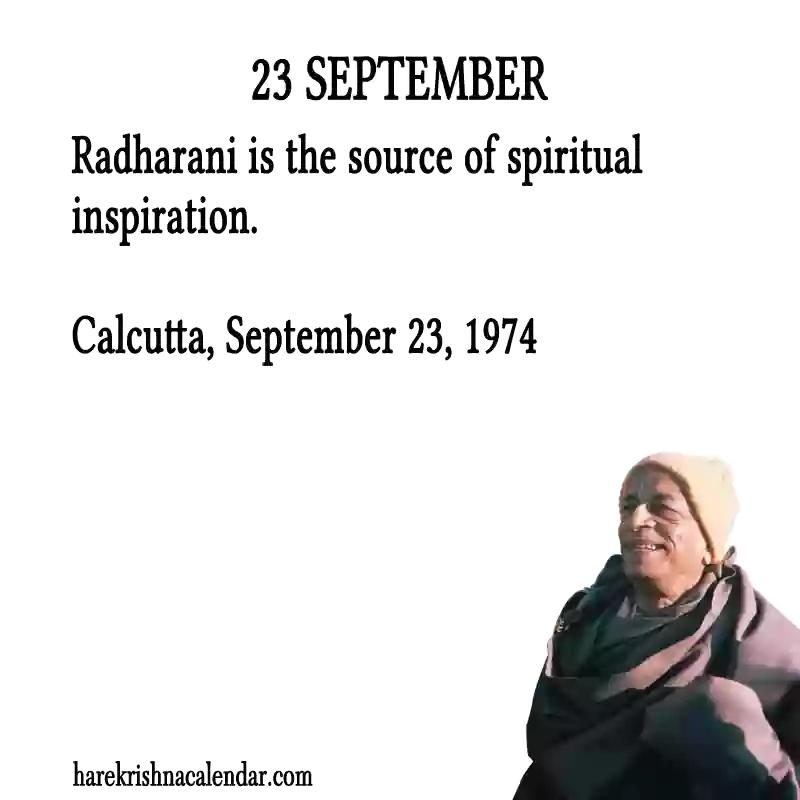 23 SEPTEMBER
Radharani is the source of spiritual
inspiration.
Calcutta, September 23, 1974
harekrishnacalendar.com